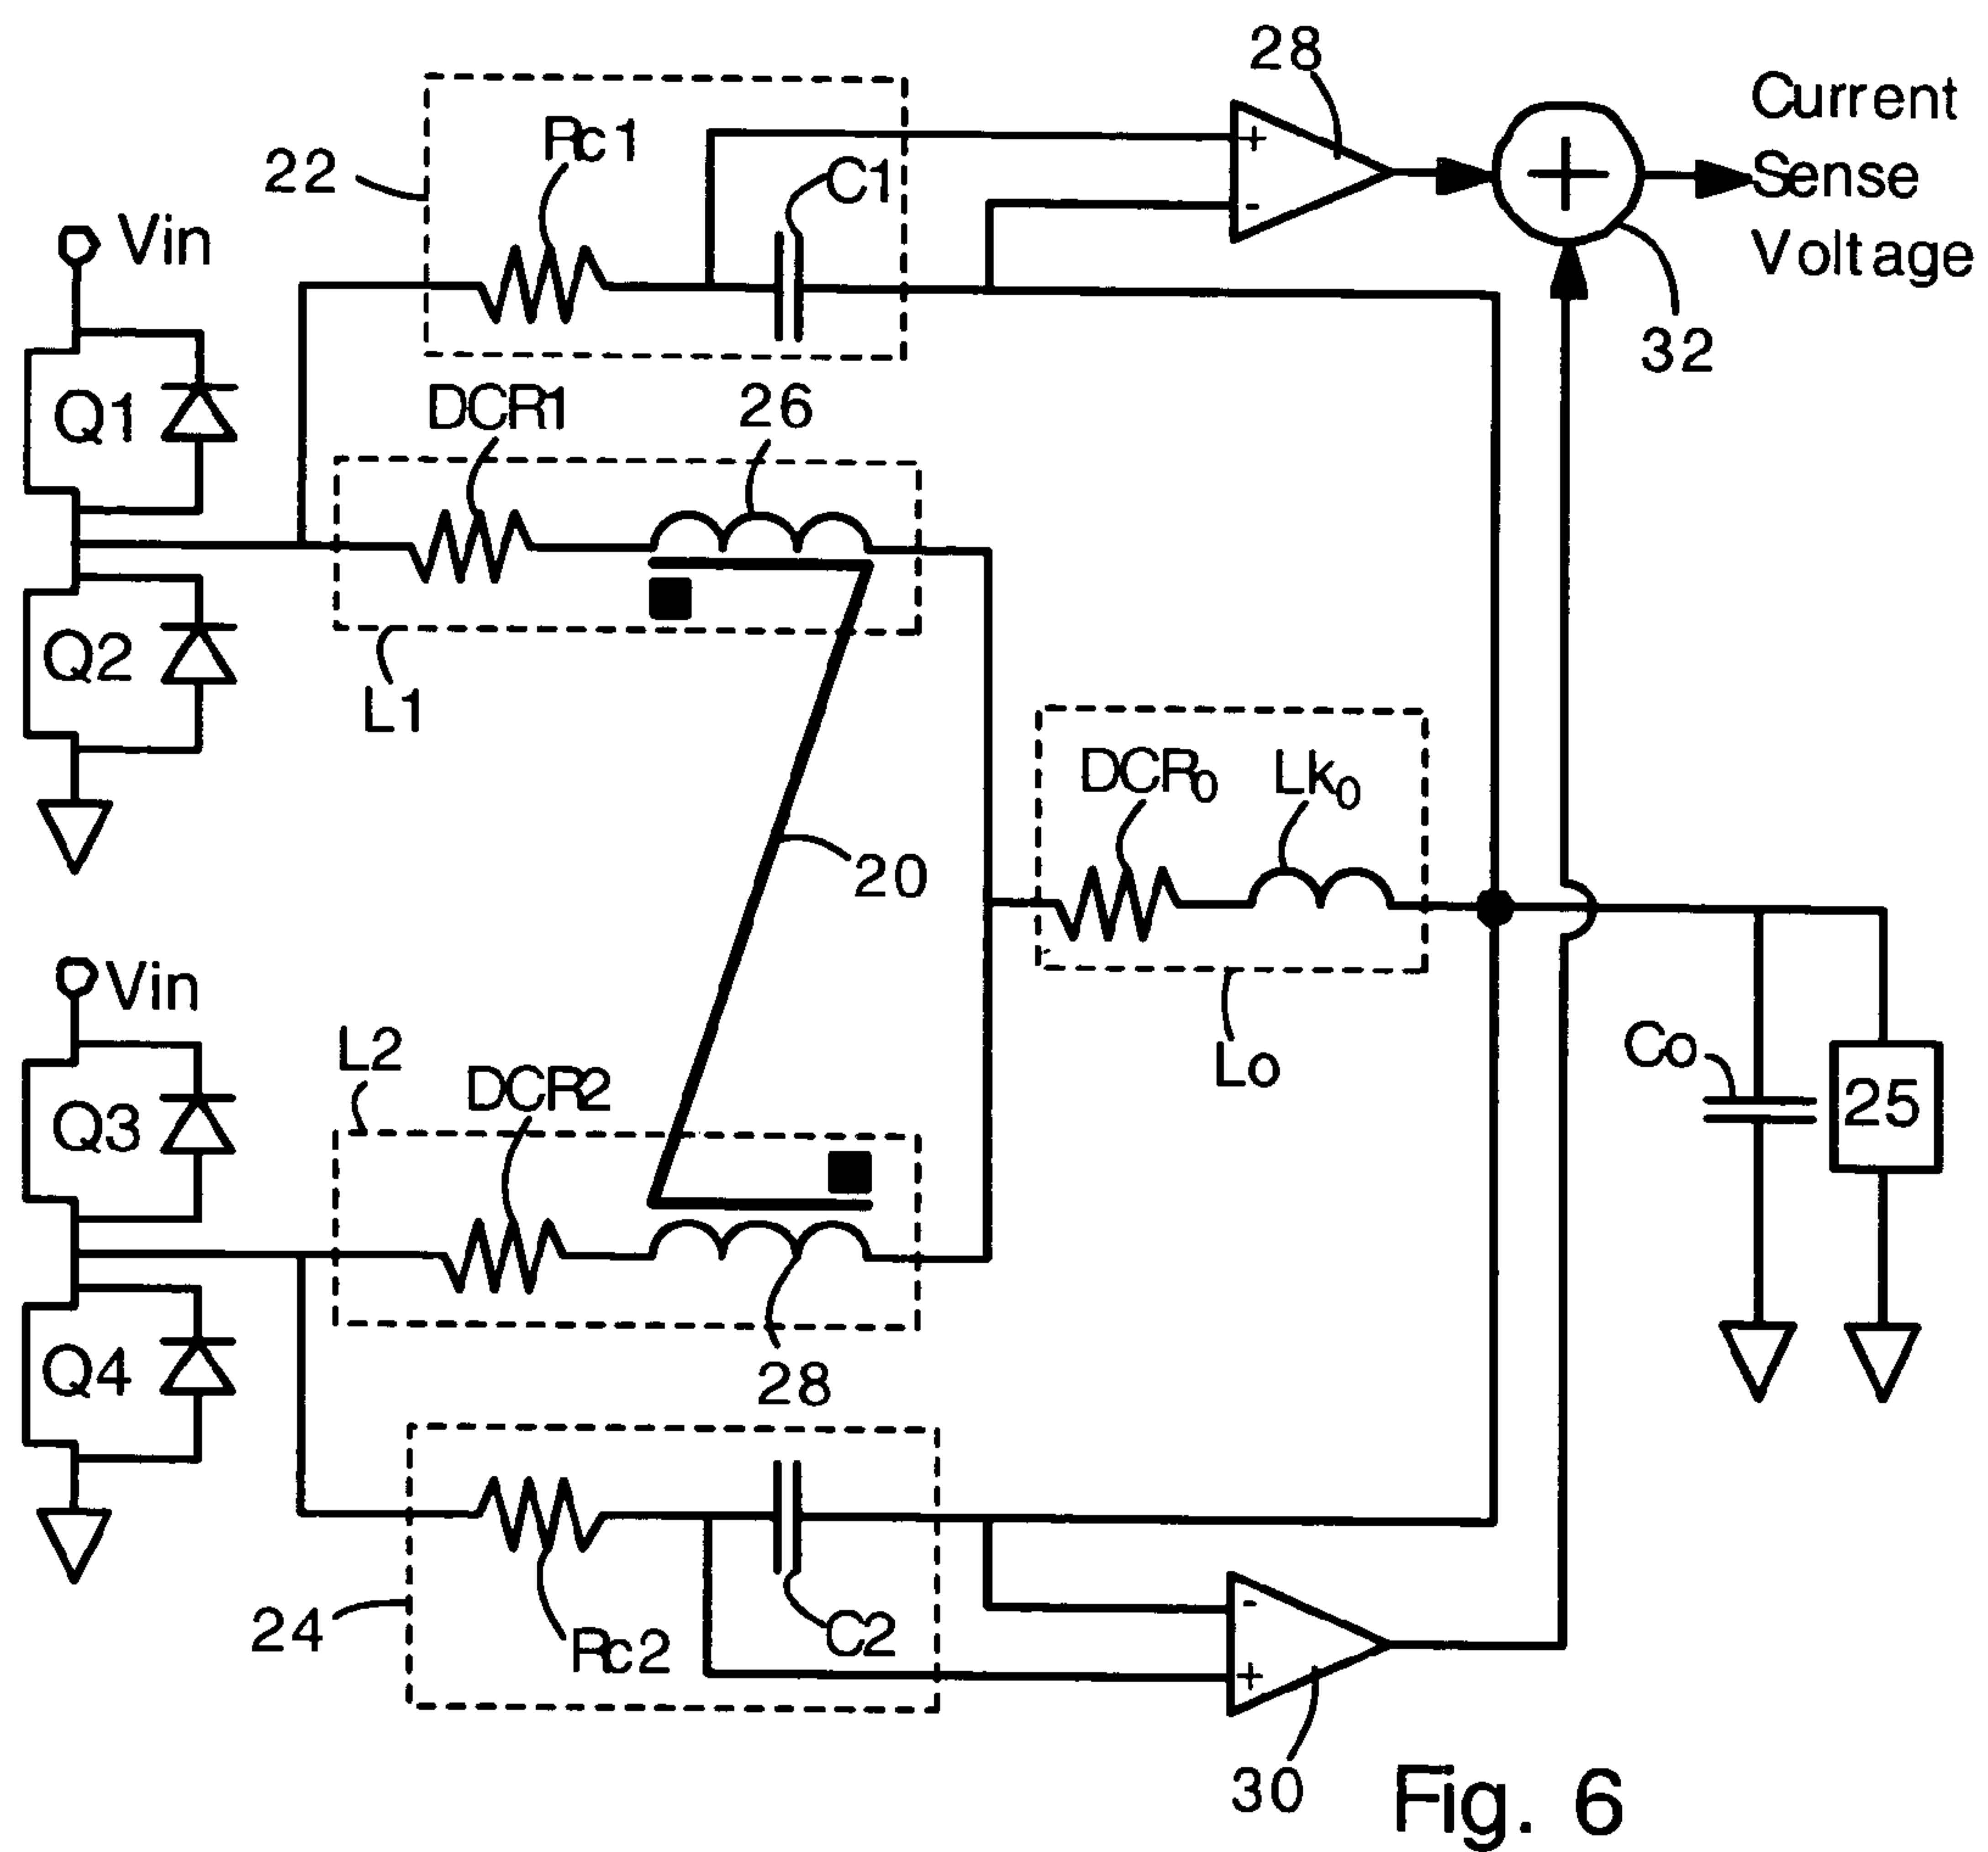 28
Current
Sense
Voltage
Rc1
C1
22
+
-
+
Vin
32
Q1
DCR1
26
Q2
L1
DCR0
Lk0
20
Vin
L2
DCR2
Lo
Co
25
Q3
Q4
28
24
Rc2
C2
-
+
30
Fig. 6